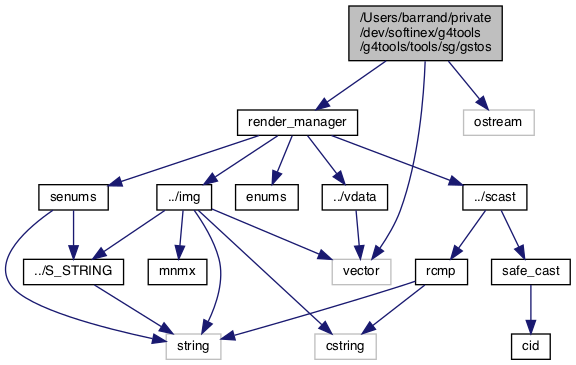 /Users/barrand/private
/dev/softinex/g4tools
/g4tools/tools/sg/gstos
render_manager
ostream
senums
../img
enums
../vdata
../scast
../S_STRING
mnmx
vector
rcmp
safe_cast
string
cstring
cid